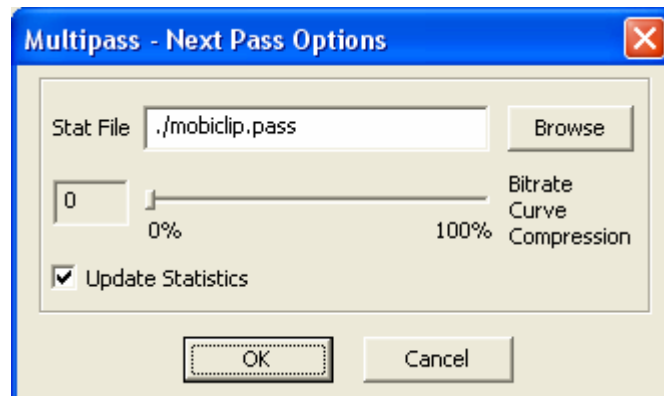 Multipass - Next Pass Options
Stat File ./mobiclip.pass Browse
0
0% 100%
Bitrate
Curve
Compression
Update Statistics
OK Cancel